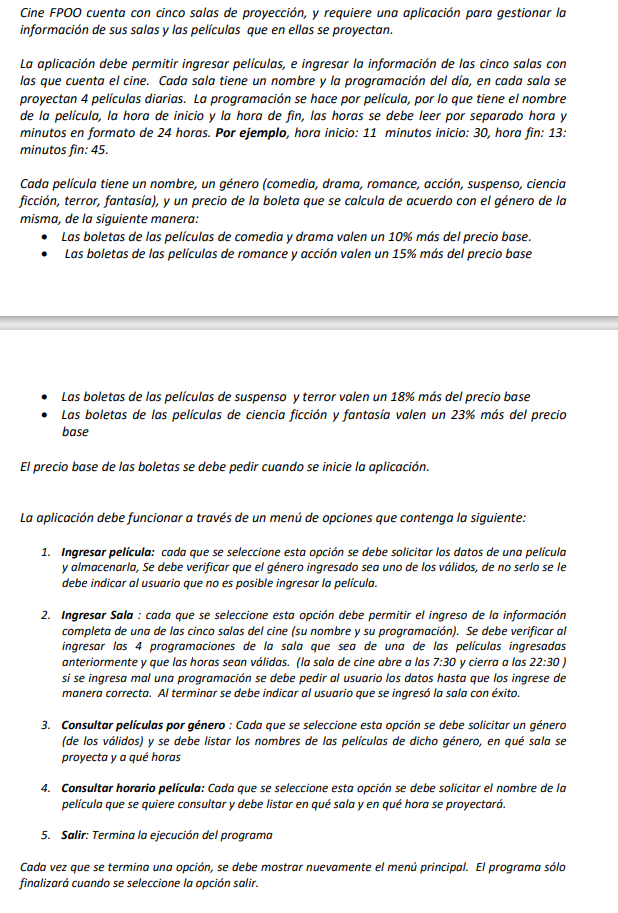 Cine FPOO cuenta con cinco salas de proyección, y requiere una aplicación para gestionar la
información de sus salas y las películas que en ellas se proyectan.
La aplicación debe permitir ingresar películas, e ingresar la información de las cinco salas con
las que cuenta el cine. Cada sala tiene un nombre y la programación del día, en cada sala se
proyectan 4 películas diarias. La programación se hace por película, por lo que tiene el nombre
de la película, la hora de inicio y la hora de fin, las horas se debe leer por separado hora y
minutos en formato de 24 horas. Por ejemplo, hora inicio: 11 minutos inicio: 30, hora fin: 13:
minutos fin: 45.
Cada película tiene un nombre, un género (comedia, drama, romance, acción, suspenso, ciencia
ficción, terror, fantasía), y un precio de la boleta que se calcula de acuerdo con el género de la
misma, de la siguiente manera:
• Las boletas de las películas de comedia y drama valen un 10% más del precio base.
• Las boletas de las películas de romance y acción valen un 15% más del precio base
• Las boletas de las películas de suspenso y terror valen un 18% más del precio base
• Las boletas de las películas de ciencia ficción y fantasía valen un 23% más del precio
base
El precio base de las boletas se debe pedir cuando se inicie la aplicación.
La aplicación debe funcionar a través de un menú de opciones que contenga la siguiente:
1. Ingresar película: cada que se seleccione esta opción se debe solicitar los datos de una película
y almacenarla, Se debe verificar que el género ingresado sea uno de los válidos, de no serlo se le
debe indicar al usuario que no es posible ingresar la película.
2. Ingresar Sala : cada que se seleccione esta opción debe permitir el ingreso de la información
completa de una de las cinco salas del cine (su nombre y su programación). Se debe verificar al
ingresar las 4 programaciones de la sala que sea de una de las películas ingresadas
anteriormente y que las horas sean válidas. (la sala de cine abre a las 7:30 y cierra a las 22:30 )
si se ingresa mal una programación se debe pedir al usuario los datos hasta que los ingrese de
manera correcta. Al terminar se debe indicar al usuario que se ingresó la sala con éxito.
3. Consultar películas por género : Cada que se seleccione esta opción se debe solicitar un género
(de los válidos) y se debe listar los nombres de las películas de dicho género, en qué sala se
proyecta y a qué horas
4. Consultar horario película: Cada que se seleccione esta opción se debe solicitar el nombre de la
película que se quiere consultar y debe listar en qué sala y en qué hora se proyectará.
5. Salir: Termina la ejecución del programa
Cada vez que se termina una opción, se debe mostrar nuevamente el menú principal. El programa sólo
finalizará cuando se seleccione la opción salir.